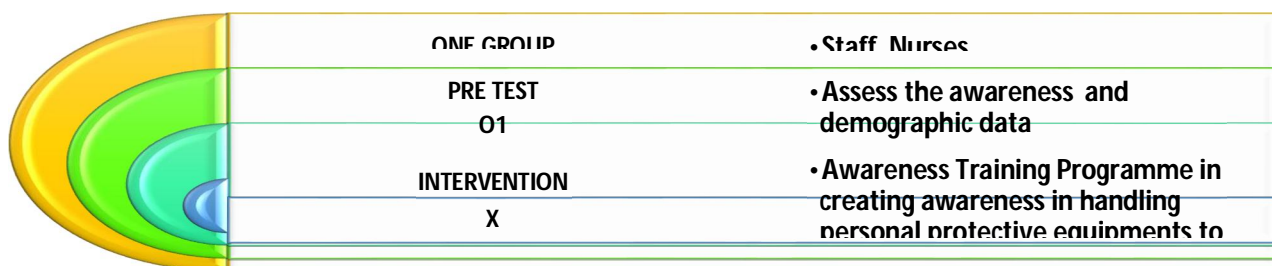 ONE GROUP
• Staff Nurses
PRE TEST
O1
• Assess the awareness and
demographic data
INTERVENTION
X
• Awareness Training Programme in
creating awareness in handling
personal protective equipments to